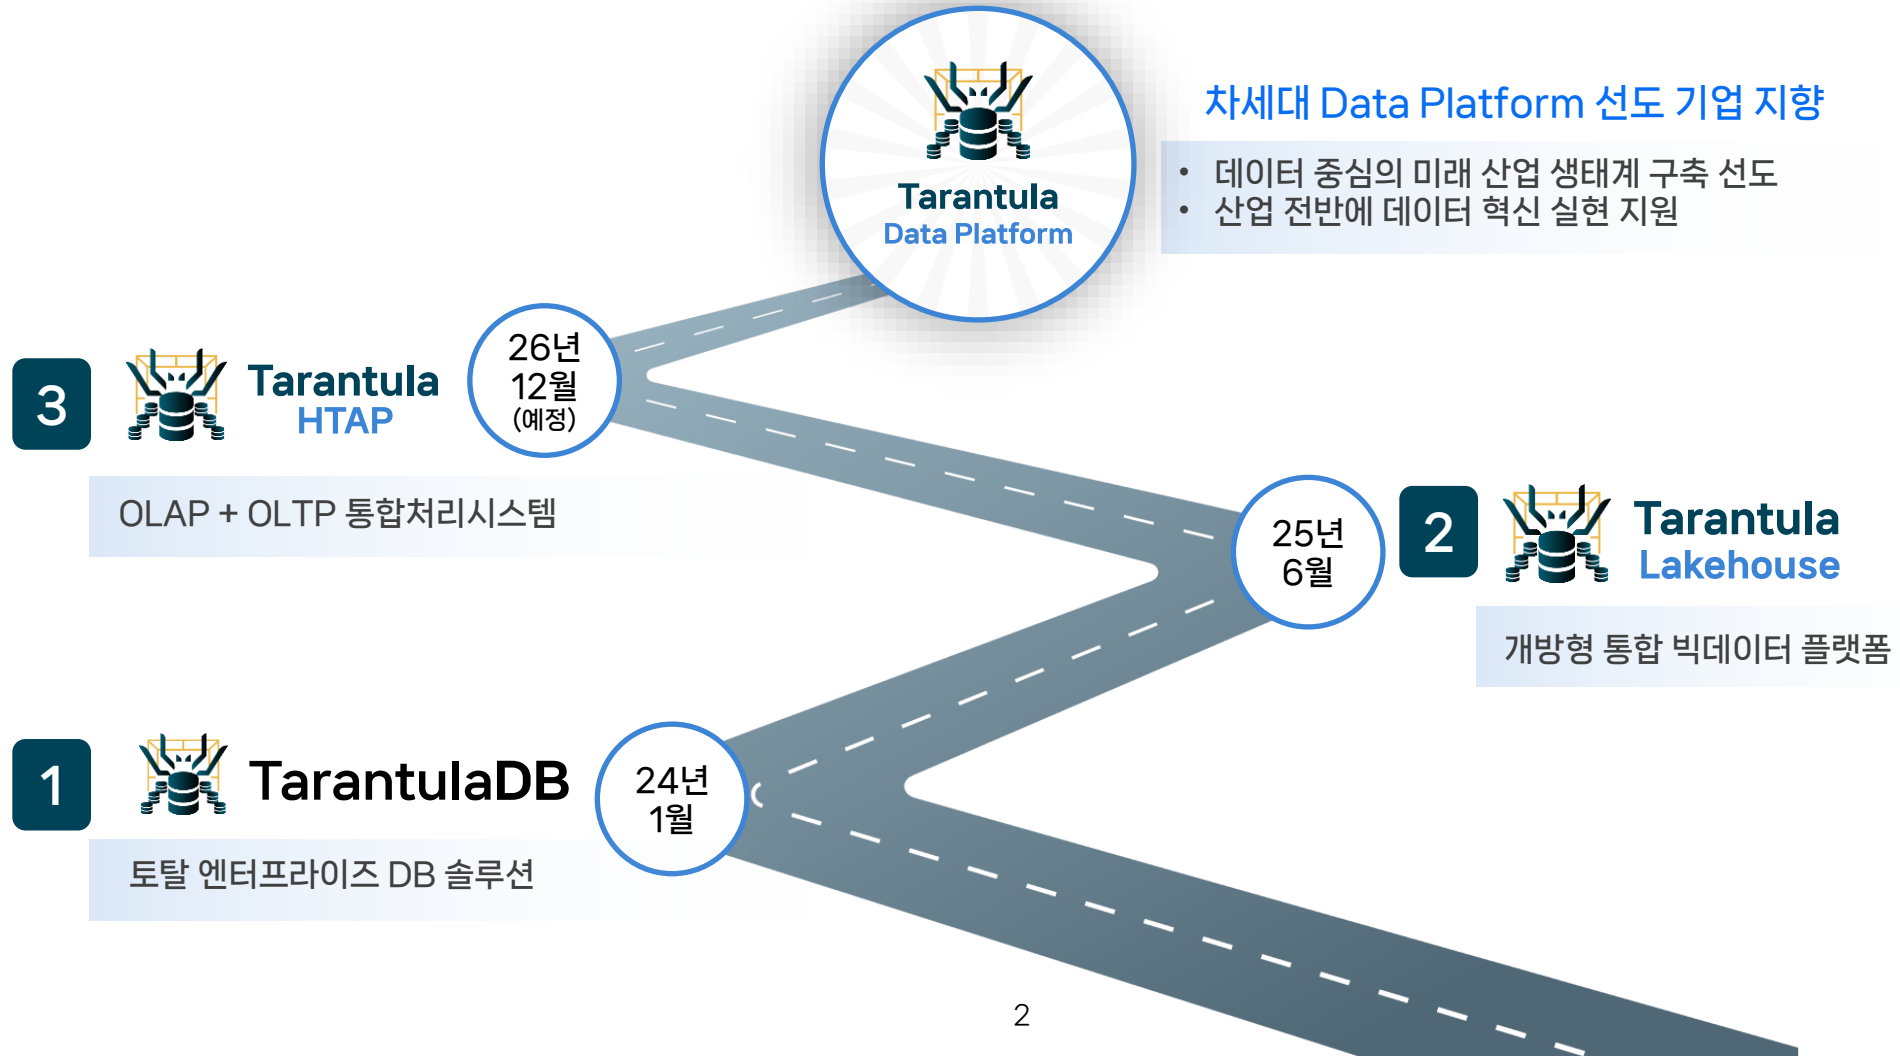 Tarantula
Data Platform
차세대 Data Platform 선도 기업 지향
• 데이터 중심의 미래 산업 생태계 구축 선도
• 산업 전반에 데이터 혁신 실현 지원
3
Tarantula
HTAP
26년
12월
(예정)
OLAP + OLTP 통합처리시스템
25년
6월
2
Tarantula
Lakehouse
개방형 통합 빅데이터 플랫폼
1
TarantulaDB
24년
1월
토탈 엔터프라이즈 DB 솔루션
2